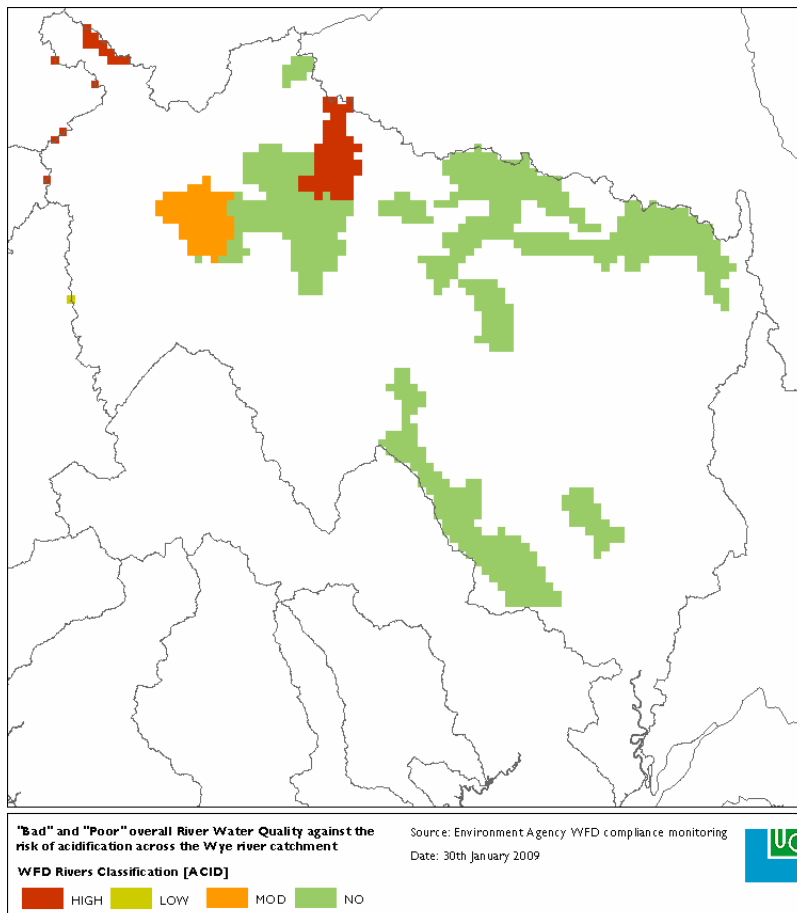 "Bad" and "Poor" overall River Water Quality against the
risk of acidification across the Wye river catchment
WFD Rivers Classification [ACID]
HIGH
LOW
MOD
NO
Source: Environment Agency WFD compliance monitoring
Date: 30th January 2009